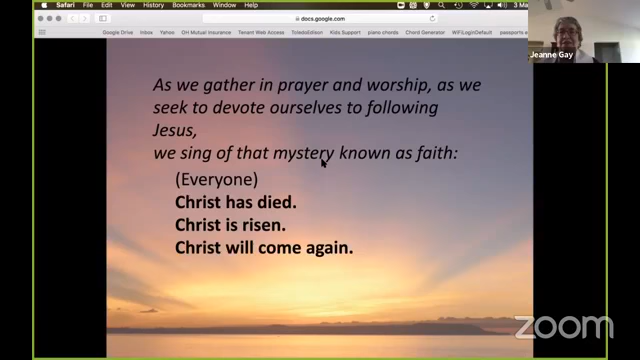 Safari File Edit View History Bookmarks Window Help
docs.google.com
Google Drive Inbox Yahoo OH Mutual Insurance Tenant Web Access ToledoEdison Kids Support piano chords Chord Generator WiFiLoginDefault passports
Jeanne Gay
As we gather in prayer and worship, as we
seek to devote ourselves to following
Jesus,
we sing of that mystery known as faith:
(Everyone)
Christ has died.
Christ is risen.
Christ will come again.
zoom